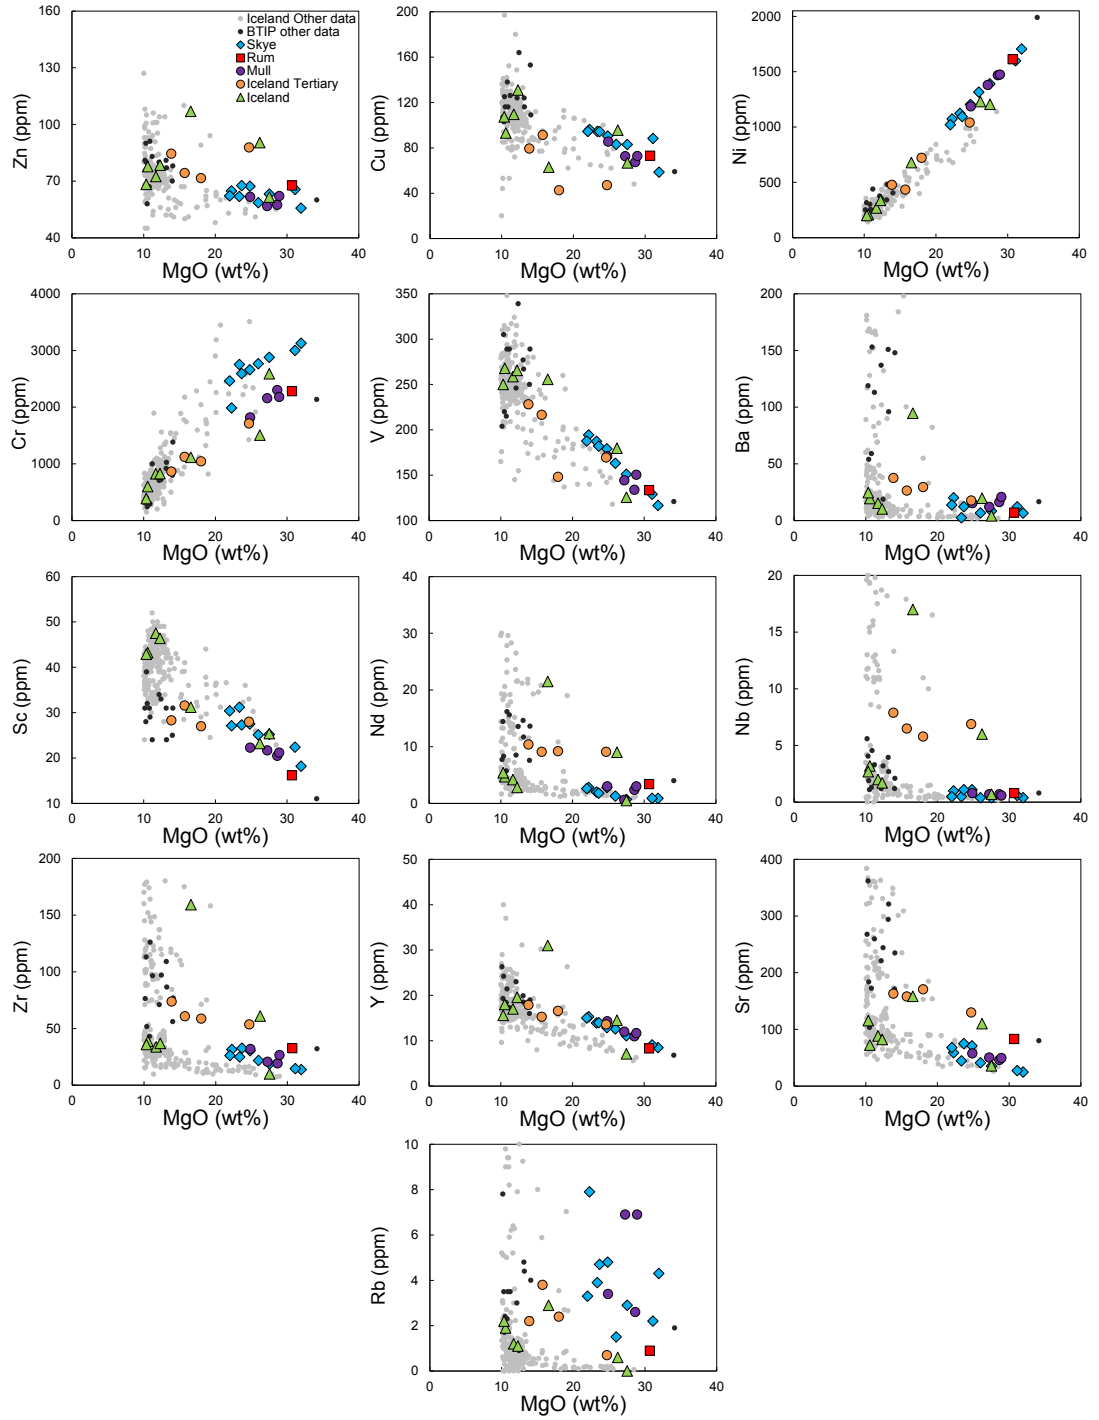 Iceland Other data
BTIP other data
Skye
Rum
Mull
Iceland Tertiary
Iceland
160
130
100
70
40
0 10 20 30 40
Zn (ppm)
MgO (wt%)
200
160
120
80
40
0
0 10 20 30 40
Cu (ppm)
MgO (wt%)
2000
1500
1000
500
0
0 10 20 30 40
Ni (ppm)
MgO (wt%)
4000
3000
2000
1000
0
0 10 20 30 40
Cr (ppm)
MgO (wt%)
350
300
250
200
150
100
0 10 20 30 40
V (ppm)
MgO (wt%)
200
150
100
50
0
0 10 20 30 40
Ba (ppm)
MgO (wt%)
60
50
40
30
20
10
0 10 20 30 40
Sc (ppm)
MgO (wt%)
40
30
20
10
0
0 10 20 30 40
Nd (ppm)
MgO (wt%)
20
15
10
5
0
0 10 20 30 40
Nb (ppm)
MgO (wt%)
200
150
100
50
0
0 10 20 30 40
Zr (ppm)
MgO (wt%)
50
40
30
20
10
0
0 10 20 30 40
Y (ppm)
MgO (wt%)
400
300
200
100
0
0 10 20 30 40
Sr (ppm)
MgO (wt%)
10
8
6
4
2
0
0 10 20 30 40
Rb (ppm)
MgO (wt%)